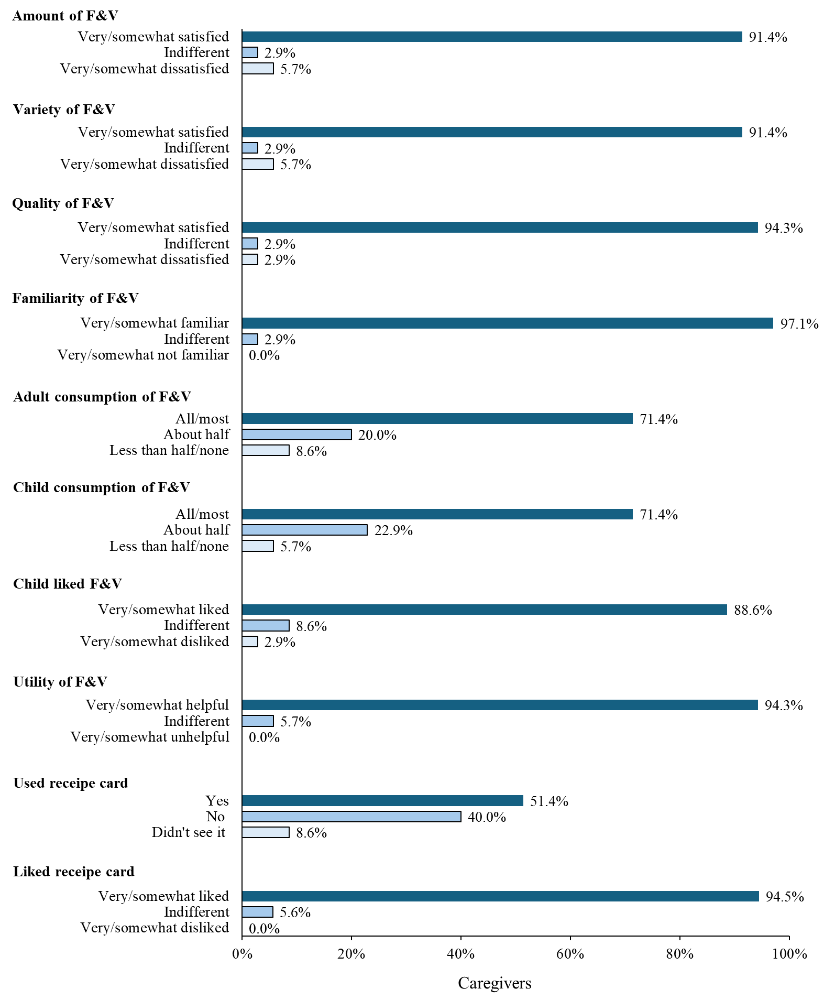 Amount of F&V
Very/somewhat satisfied 91.4%
Indifferent 2.9%
Very/somewhat dissatisfied 5.7%
Variety of F&V
Very/somewhat satisfied 91.4%
Indifferent 2.9%
Very/somewhat dissatisfied 5.7%
Quality of F&V
Very/somewhat satisfied 94.3%
Indifferent 2.9%
Very/somewhat dissatisfied 2.9%
Familiarity of F&V
Very/somewhat familiar 97.1%
Indifferent 2.9%
Very/somewhat not familiar 0.0%
Adult consumption of F&V
All/most 71.4%
About half 20.0%
Less than half/none 8.6%
Child consumption of F&V
All/most 71.4%
About half 22.9%
Less than half/none 5.7%
Child liked F&V
Very/somewhat liked 88.6%
Indifferent 8.6%
Very/somewhat disliked 2.9%
Utility of F&V
Very/somewhat helpful 94.3%
Indifferent 5.7%
Very/somewhat unhelpful 0.0%
Used receipe card
Yes 51.4%
No 40.0%
Didn't see it 8.6%
Liked receipe card
Very/somewhat liked 94.5%
Indifferent 5.6%
Very/somewhat disliked 0.0%
0% 20% 40% 60% 80% 100%
Caregivers